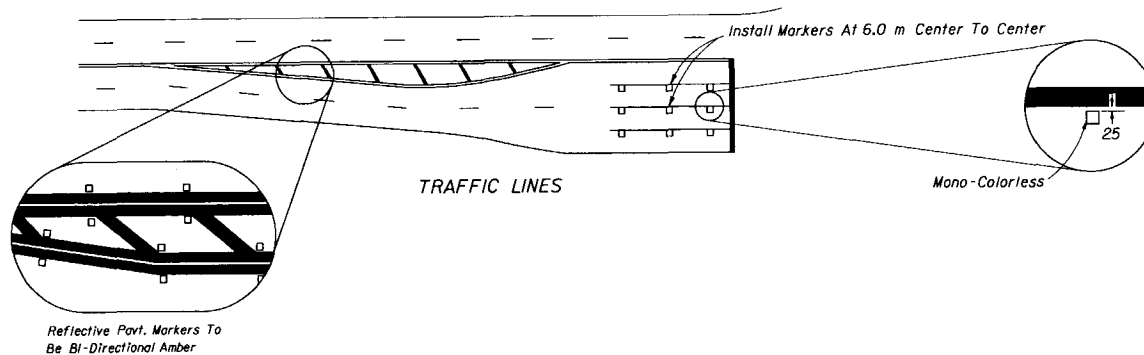 Install Markers At 6.0 m Center To Center
25
Mono-Colorless
TRAFFIC LINES
Reflective Pavt. Markers To
Be Bi-Directional Amber